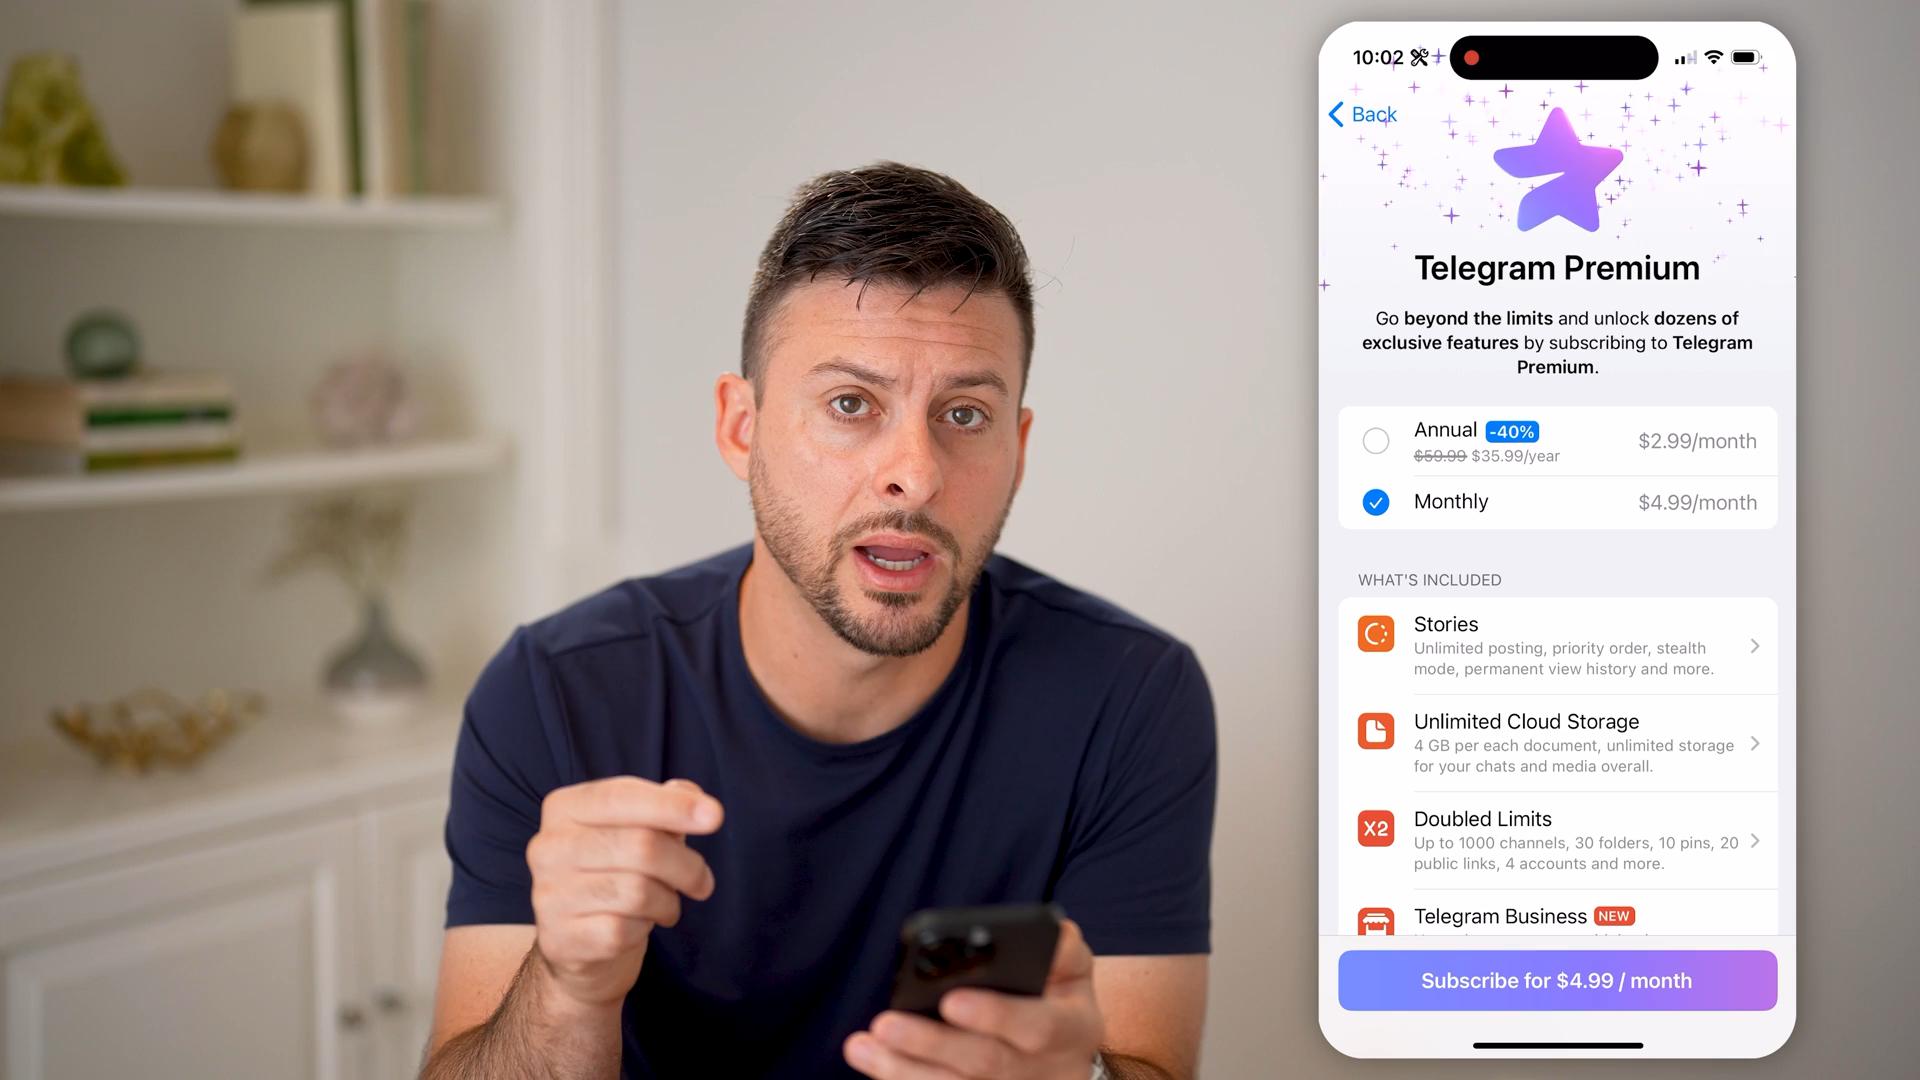 10:02
Back
Telegram Premium
Go beyond the limits and unlock dozens of
exclusive features by subscribing to Telegram
Premium.
Annual -40%
$59.99 $35.99/year
$2.99/month
Monthly
$4.99/month
WHAT'S INCLUDED
Stories
Unlimited posting, priority order, stealth
mode, permanent view history and more.
Unlimited Cloud Storage
4 GB per each document, unlimited storage
for your chats and media overall.
X2
Doubled Limits
Up to 1000 channels, 30 folders, 10 pins, 20
public links, 4 accounts and more.
Telegram Business NEW
Subscribe for $4.99 / month